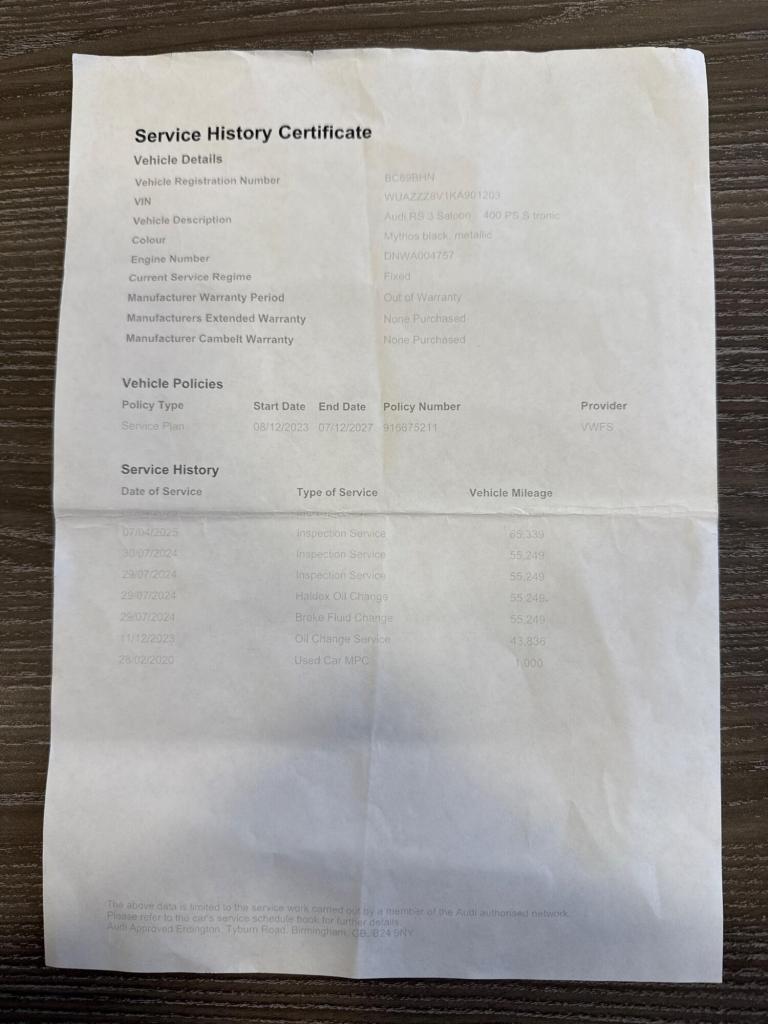 Service History Certificate
Vehicle Details
Vehicle Registration Number BC69BHN
VIN WUAZZZ8V1KA901203
Vehicle Description Audi RS 3 Saloon 400 PS S tronic
Colour Mythos black, metallic
Engine Number DNWA004757
Current Service Regime Fixed
Manufacturer Warranty Period Out of Warranty
Manufacturers Extended Warranty None Purchased
Manufacturer Cambelt Warranty None Purchased
Vehicle Policies
Policy Type Start Date End Date Policy Number Provider
Service Plan 08/12/2023 07/12/2027 916675211 VWFS
Service History
Date of Service Type of Service Vehicle Mileage
07/04/2025 Inspection Service 65,339
30/07/2024 Inspection Service 55,249
29/07/2024 Inspection Service 55,249
29/07/2024 Haldex Oil Change 55,249
29/07/2024 Brake Fluid Change 55,249
11/12/2023 Oil Change Service 43,836
28/02/2020 Used Car MPC 1,000
The above data is limited to the service work carried out by a member of the Audi authorised network.
Please refer to the car's service schedule book for further details.
Audi Approved Erdington, Tyburn Road, Birmingham, GB, B24 9NY